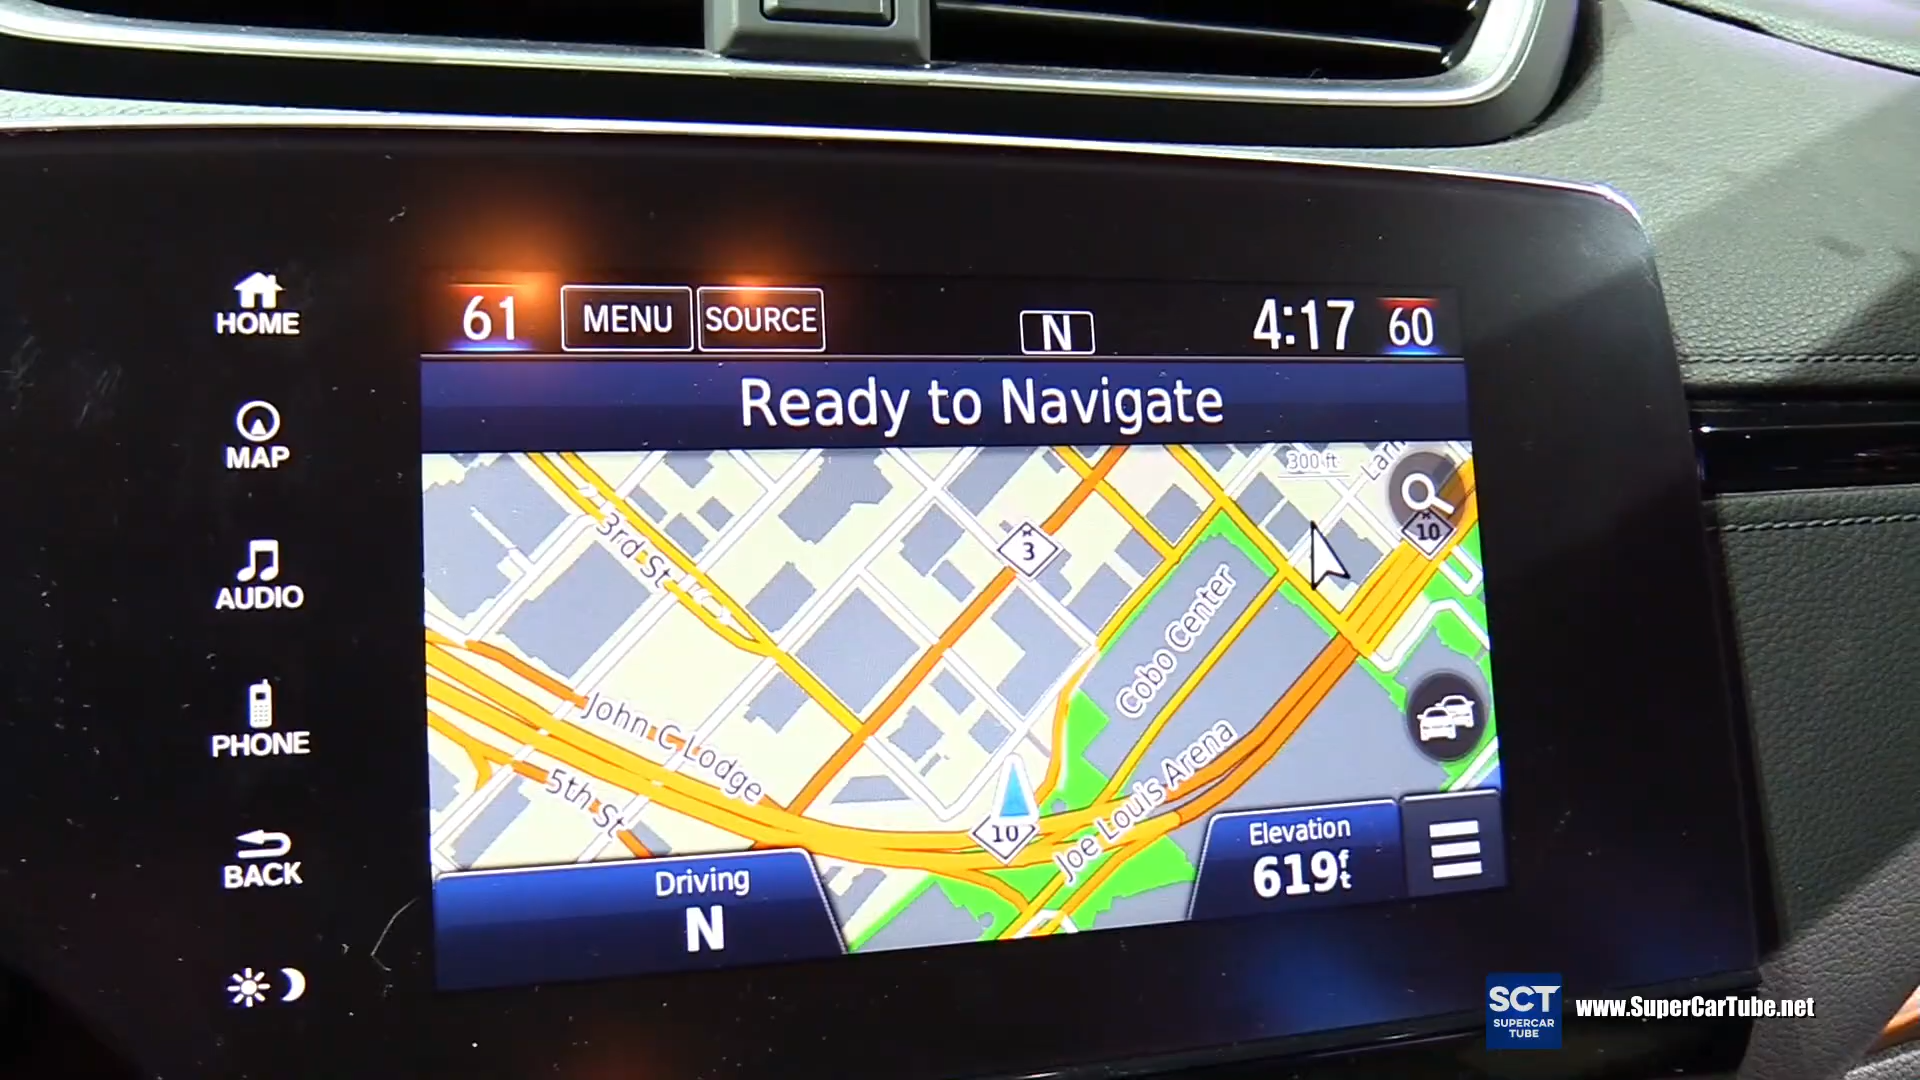 HOME
MAP
AUDIO
PHONE
BACK
61 MENU SOURCE N 4:17 60
Ready to Navigate
300 ft
3rd St
3
10
Cobo Center
John C Lodge
5th St
10
Joe Louis Arena
Driving
N
Elevation
619ft
SCT
SUPERCAR
TUBE
www.SuperCarTube.net